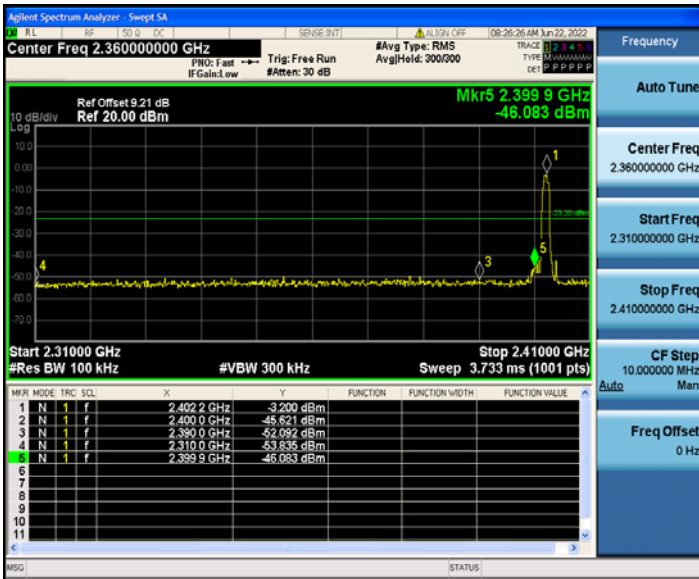 Agilent Spectrum Analyzer - Swept SA
RL RF 50 Ω DC SENSE:INT ALIGN OFF 08:26:26 AM Jun 22, 2022
Center Freq 2.360000000 GHz
PNO: Fast
IFGain:Low
Trig: Free Run
#Atten: 30 dB
#Avg Type: RMS
Avg|Hold: 300/300
TRACE 1 2 3 4 5 6
TYPE M
DET P P P P P P
Ref Offset 9.21 dB
Ref 20.00 dBm
10 dB/div
Log
Mkr5 2.399 9 GHz
-46.083 dBm
10.0
0.00
-10.0
-20.0
-30.0
-40.0
-50.0
-60.0
-70.0
1
-23.20 dBm
5
3
4
Start 2.31000 GHz
Stop 2.41000 GHz
#Res BW 100 kHz
#VBW 300 kHz
Sweep 3.733 ms (1001 pts)
MKR MODE TRC SCL X Y FUNCTION FUNCTION WIDTH FUNCTION VALUE
1 N 1 f 2.402 2 GHz -3.200 dBm
2 N 1 f 2.400 0 GHz -45.621 dBm
3 N 1 f 2.390 0 GHz -52.092 dBm
4 N 1 f 2.310 0 GHz -53.835 dBm
5 N 1 f 2.399 9 GHz -46.083 dBm
6
7
8
9
10
11
MSG
STATUS
Frequency
Auto Tune
Center Freq
2.360000000 GHz
Start Freq
2.310000000 GHz
Stop Freq
2.410000000 GHz
CF Step
10.000000 MHz
Auto Man
Freq Offset
0 Hz